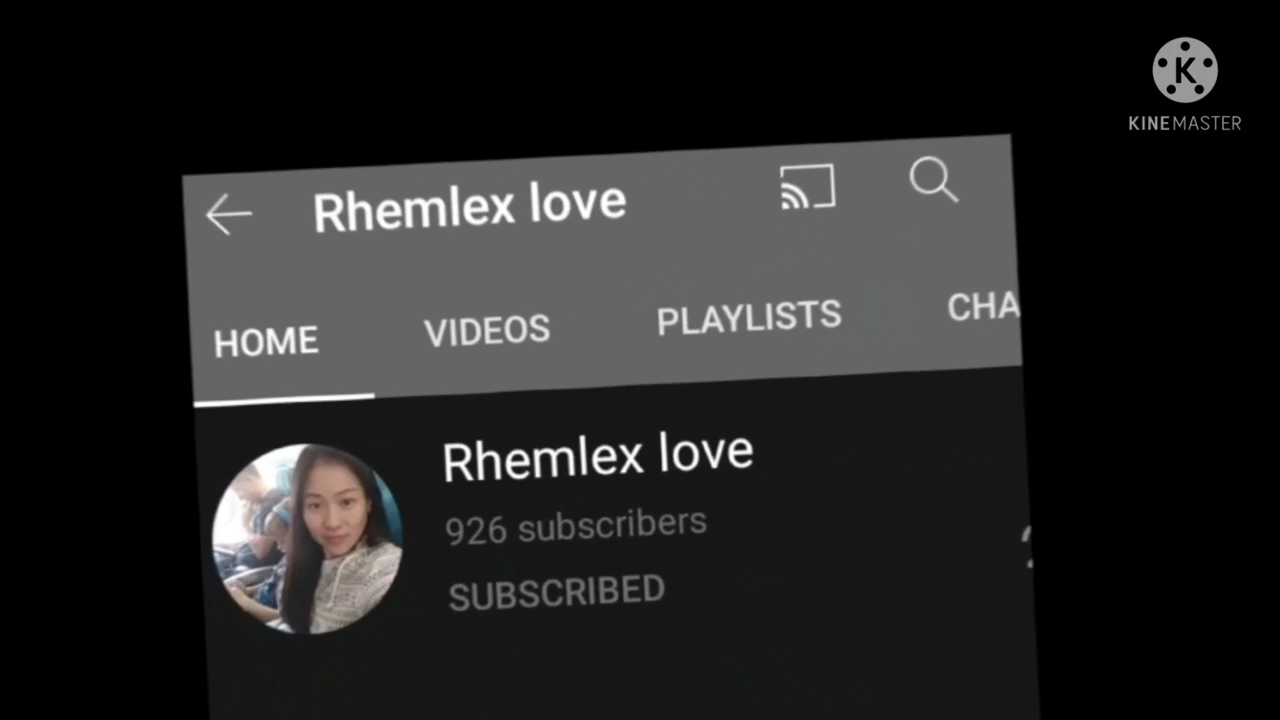 K
KINEMASTER
Rhemlex love
HOME VIDEOS PLAYLISTS CHA
Rhemlex love
926 subscribers
SUBSCRIBED